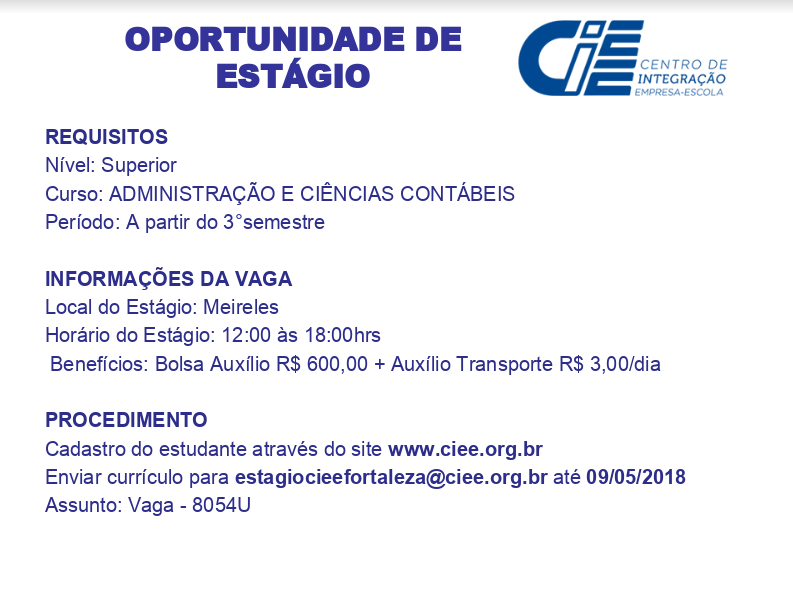 OPORTUNIDADE DE
ESTÁGIO
CIEE
CENTRO DE
INTEGRAÇÃO
EMPRESA-ESCOLA
REQUISITOS
Nível: Superior
Curso: ADMINISTRAÇÃO E CIÊNCIAS CONTÁBEIS
Período: A partir do 3°semestre
INFORMAÇÕES DA VAGA
Local do Estágio: Meireles
Horário do Estágio: 12:00 às 18:00hrs
Benefícios: Bolsa Auxílio R$ 600,00 + Auxílio Transporte R$ 3,00/dia
PROCEDIMENTO
Cadastro do estudante através do site www.ciee.org.br
Enviar currículo para estagiocieefortaleza@ciee.org.br até 09/05/2018
Assunto: Vaga - 8054U